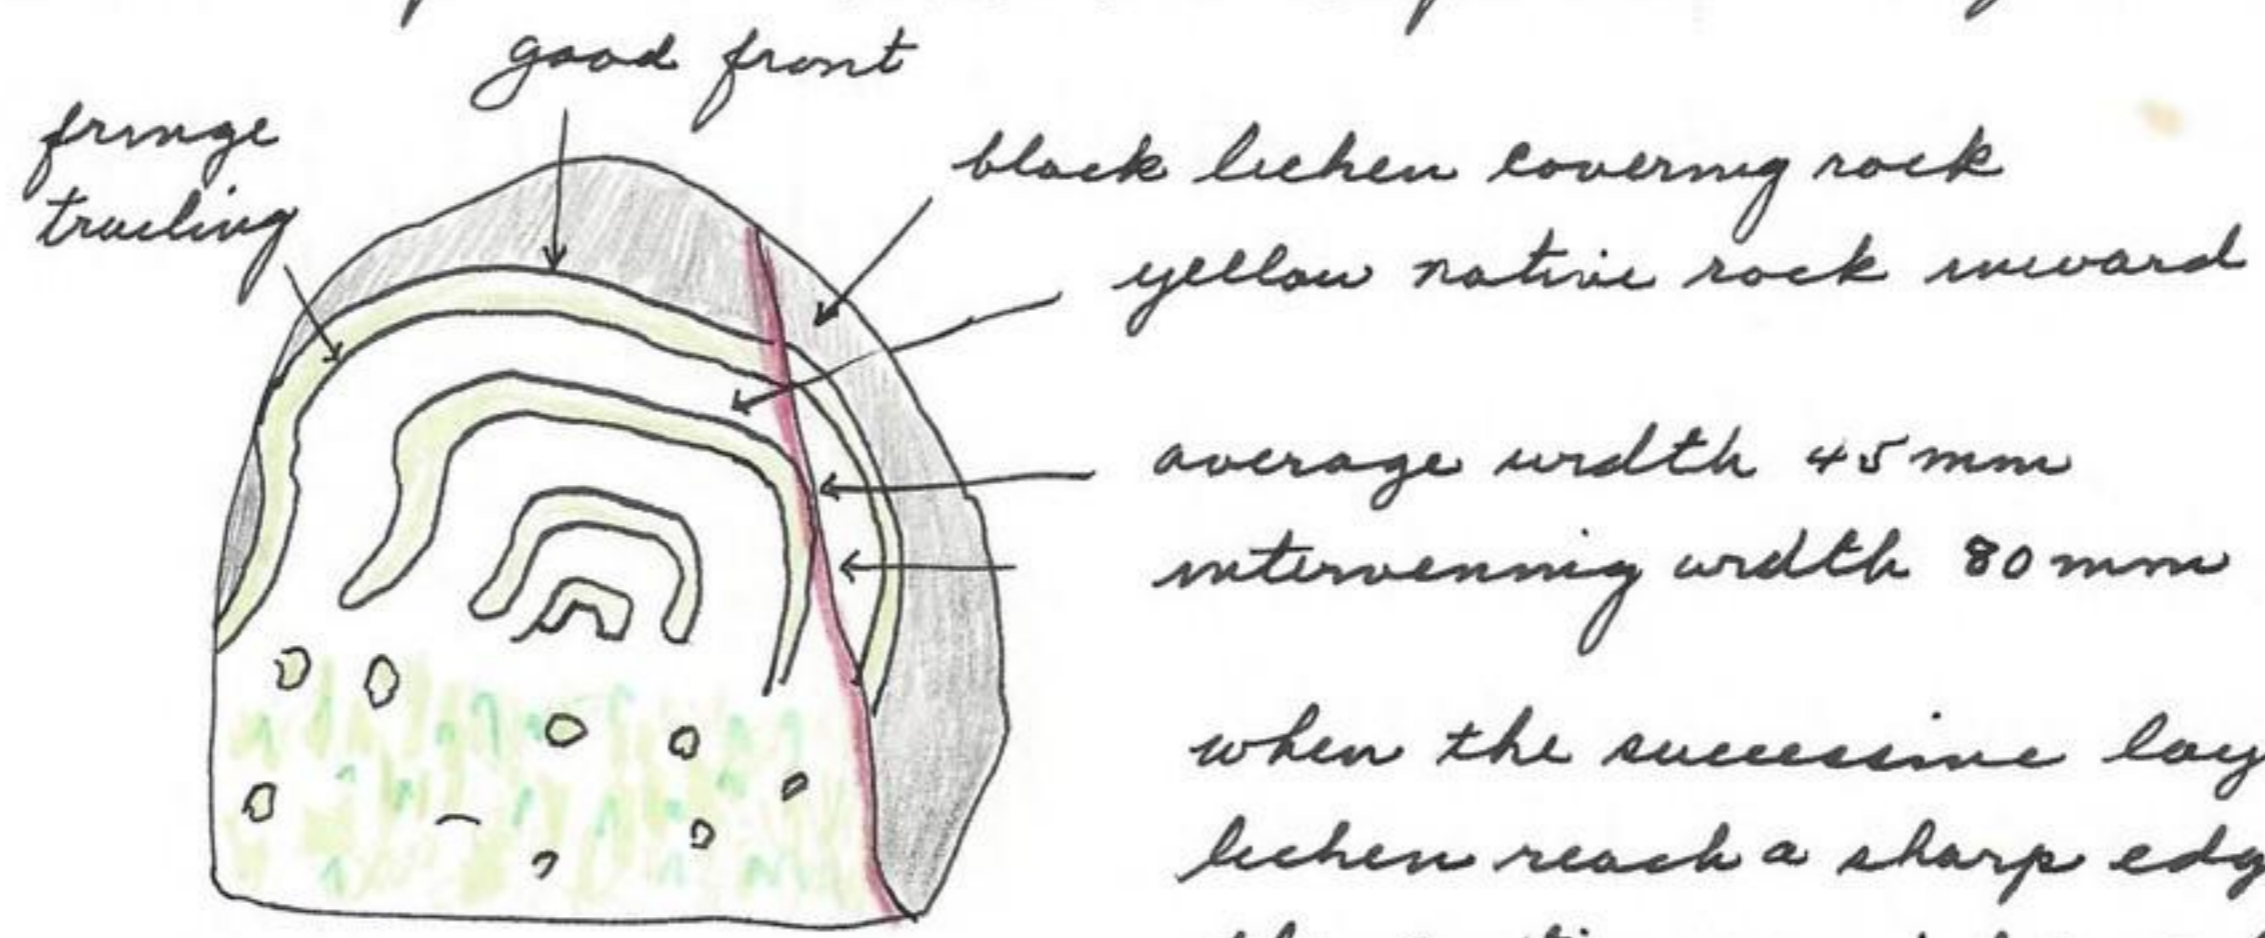 good front
fringe
trailing
black lichen covering rock
yellow native rock inward
average width 45 mm
intervening width 80 mm
when the successive lay
lichen reach a sharp edg